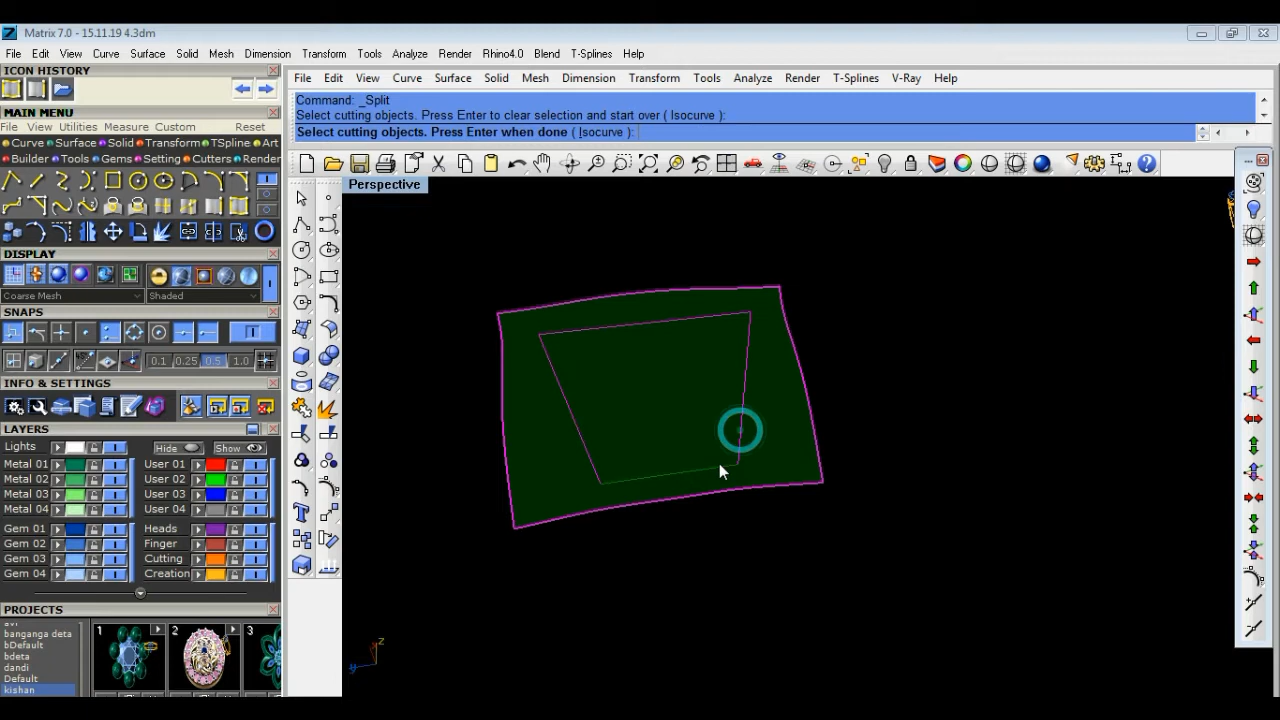 Matrix 7.0 - 15.11.19 4.3dm
File Edit View Curve Surface Solid Mesh Dimension Transform Tools Analyze Render Rhino4.0 Blend T-Splines Help
ICON HISTORY
MAIN MENU
File View Utilities Measure Custom Reset
Curve Surface Solid Transform TSpline Art
Builder Tools Gems Setting Cutters Render
DISPLAY
Coarse Mesh Shaded
SNAPS
0.1 0.25 0.5 1.0
INFO & SETTINGS
LAYERS
Lights Hide Show
Metal 01 User 01
Metal 02 User 02
Metal 03 User 03
Metal 04 User 04
Gem 01 Heads
Gem 02 Finger
Gem 03 Cutting
Gem 04 Creation
PROJECTS
banganga deta
bDefault
bdeta
dandi
Default
kishan
1 2 3
File Edit View Curve Surface Solid Mesh Dimension Transform Tools Analyze Render T-Splines V-Ray Help
Command: _Split
Select cutting objects. Press Enter to clear selection and start over ( Isocurve ):
Select cutting objects. Press Enter when done ( Isocurve ):
Perspective
z
y